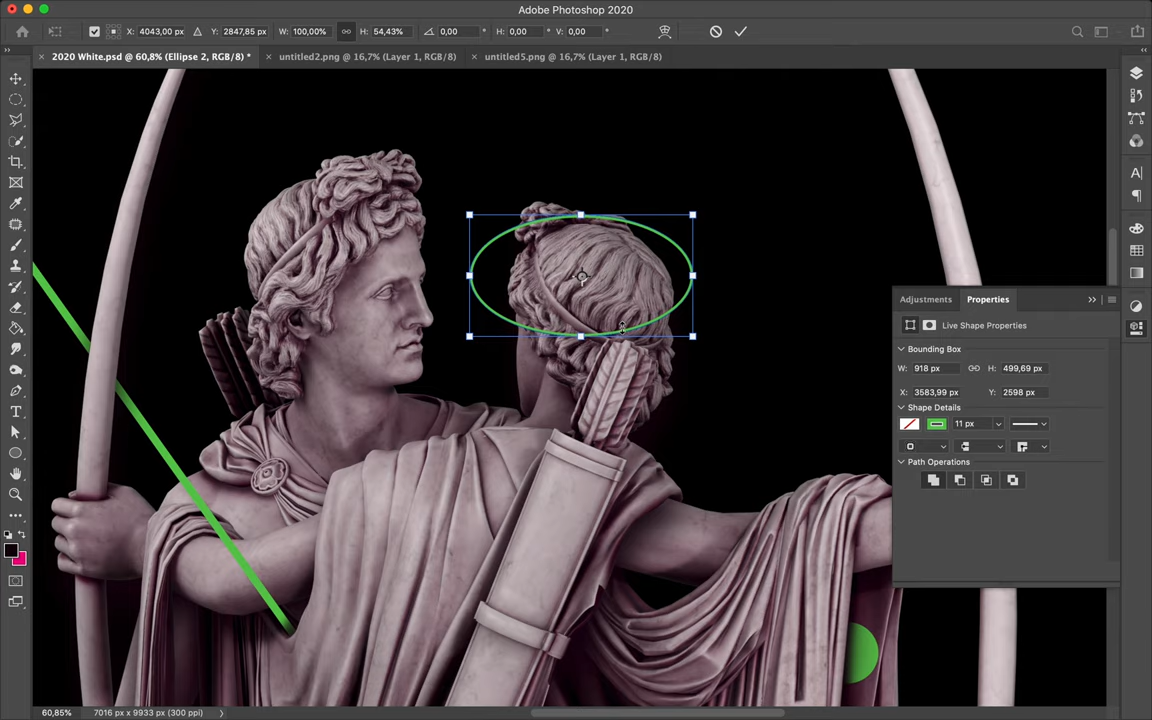 Adobe Photoshop 2020
X: 4043,00 px Y: 2847,85 px W: 100,00% H: 54,43% 0,00 ° H: 0,00 ° V: 0,00 °
2020 White.psd @ 60,8% (Ellipse 2, RGB/8) * untitled2.png @ 16,7% (Layer 1, RGB/8) untitled5.png @ 16,7% (Layer 1, RGB/8)
Adjustments Properties
Live Shape Properties
Bounding Box
W: 918 px H: 499,69 px
X: 3583,99 px Y: 2598 px
Shape Details
11 px
Path Operations
60,85% 7016 px x 9933 px (300 ppi)